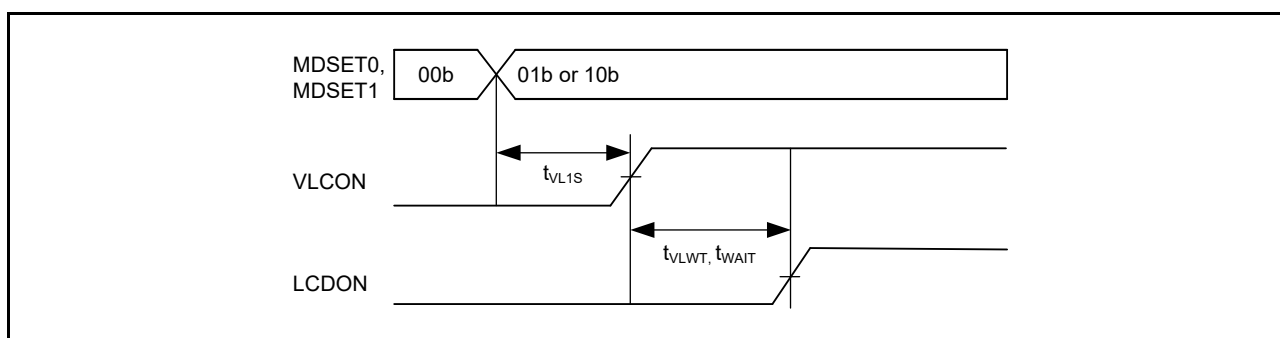 MDSET0,
MDSET1
00b
01b or 10b
tVL1S
VLCON
tVLWT, tWAIT
LCDON